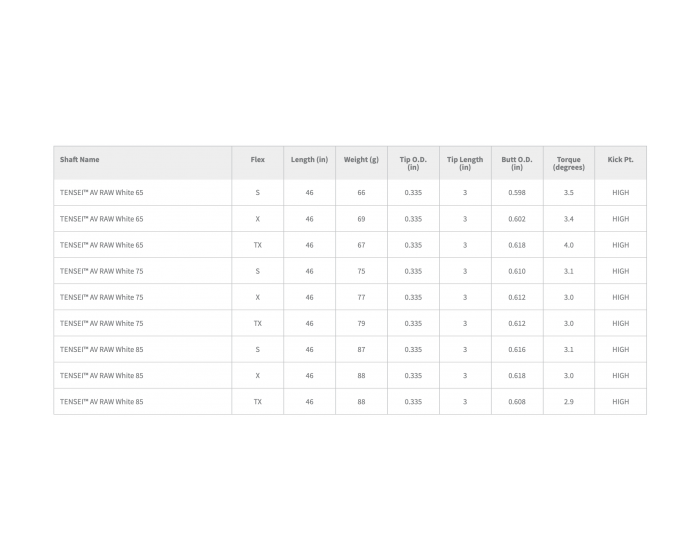 Shaft Name Flex Length (in) Weight (g) Tip O.D. (in) Tip Length (in) Butt O.D. (in) Torque (degrees) Kick Pt.
TENSEI™ AV RAW White 65 S 46 66 0.335 3 0.598 3.5 HIGH
TENSEI™ AV RAW White 65 X 46 69 0.335 3 0.602 3.4 HIGH
TENSEI™ AV RAW White 65 TX 46 67 0.335 3 0.618 4.0 HIGH
TENSEI™ AV RAW White 75 S 46 75 0.335 3 0.610 3.1 HIGH
TENSEI™ AV RAW White 75 X 46 77 0.335 3 0.612 3.0 HIGH
TENSEI™ AV RAW White 75 TX 46 79 0.335 3 0.612 3.0 HIGH
TENSEI™ AV RAW White 85 S 46 87 0.335 3 0.616 3.1 HIGH
TENSEI™ AV RAW White 85 X 46 88 0.335 3 0.618 3.0 HIGH
TENSEI™ AV RAW White 85 TX 46 88 0.335 3 0.608 2.9 HIGH